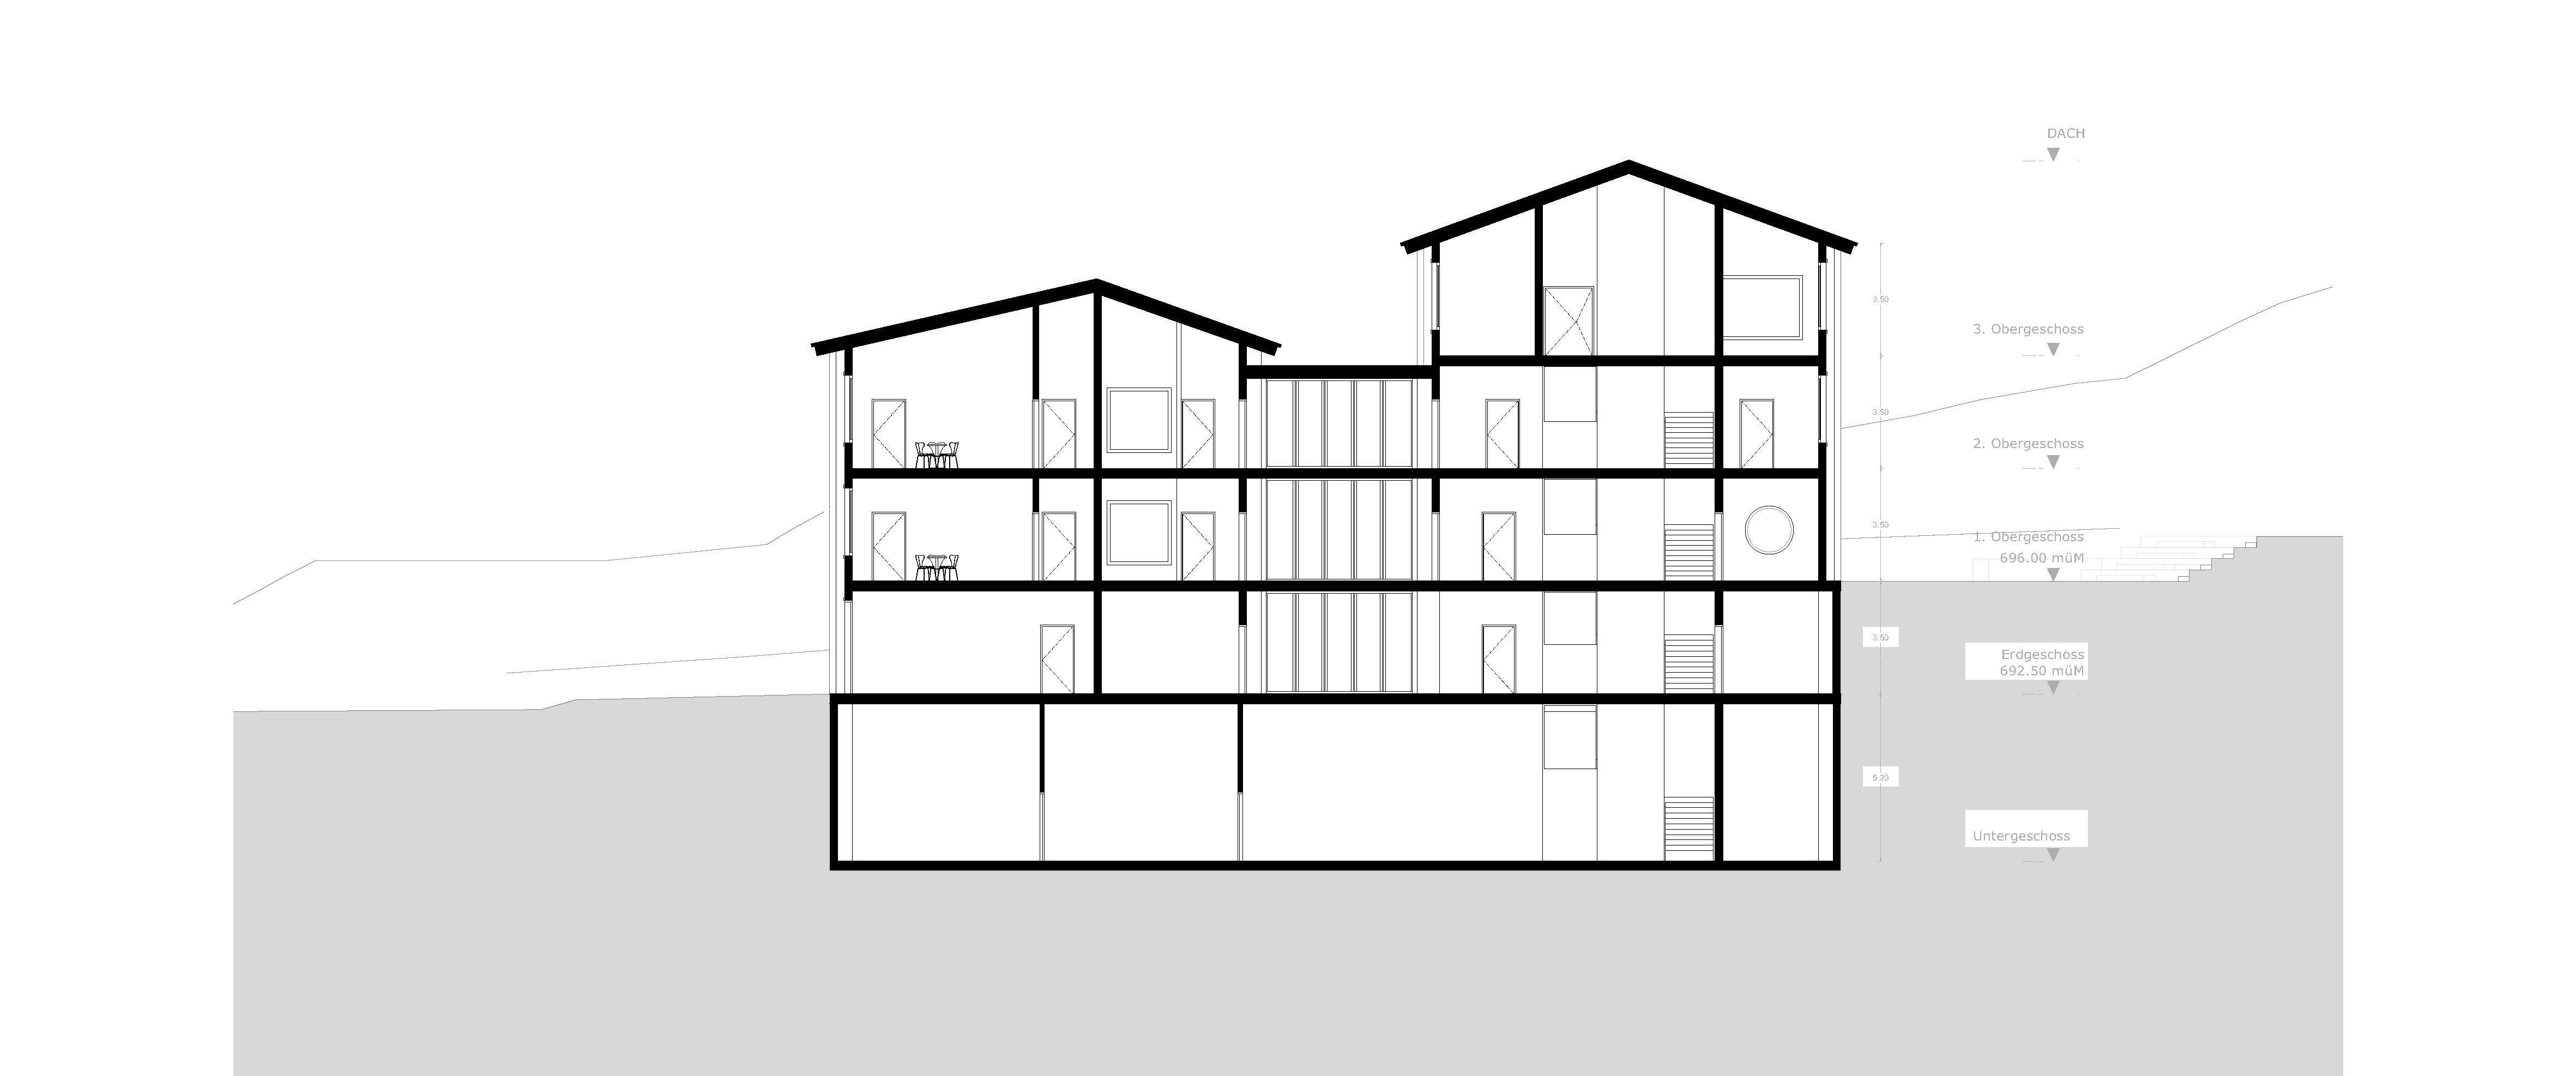 DACH
3.50
3. Obergeschoss
3.50
2. Obergeschoss
3.50
1. Obergeschoss
696.00 müM
3.50
Erdgeschoss
692.50 müM
5.20
Untergeschoss